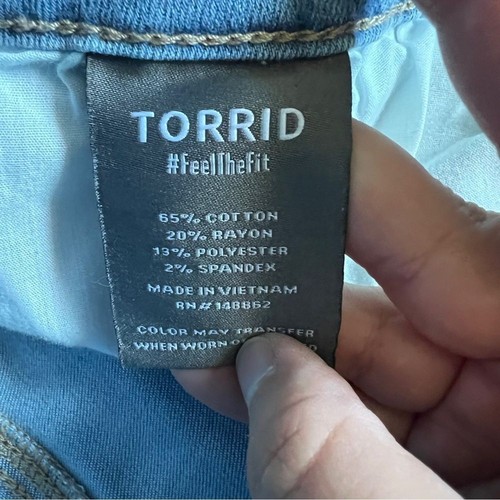 TORRID
#FeelTheFit
65% COTTON
20% RAYON
13% POLYESTER
2% SPANDEX
MADE IN VIETNAM
RN# 148862
COLOR MAY TRANSFER
WHEN WORN